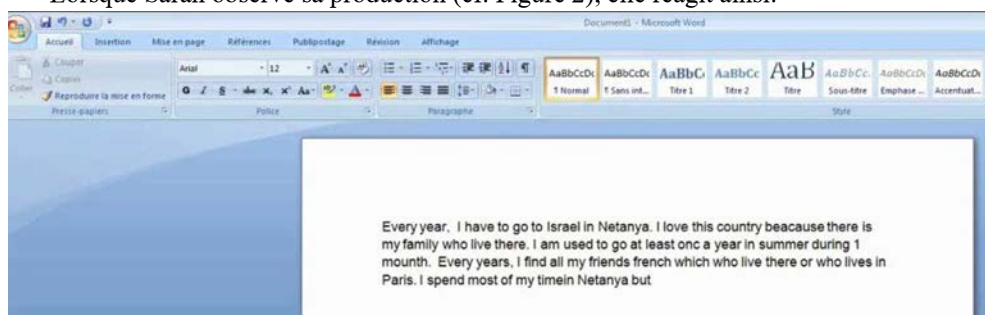 Lorsque Sarah observe sa production (cf. Figure 2), elle réagit ainsi:
Document1 - Microsoft Word
Accueil Insertion Mise en page Références Publipostage Révision Affichage
Couper
Copier
Coller
Reproduire la mise en forme
Arial 12
G I S abc x, x² Aa A
AaBbCcDc AaBbCcDc AaBbC AaBbCc AaB AaBbCc. AaBbCcDc AaBbCcDc
¶ Normal ¶ Sans int... Titre 1 Titre 2 Titre Sous-titre Emphase ... Accentuat...
Presse-papiers Police Paragraphe Style
Every year, I have to go to Israel in Netanya. I love this country beacause there is
my family who live there. I am used to go at least onc a year in summer during 1
mounth. Every years, I find all my friends french which who live there or who lives in
Paris. I spend most of my timein Netanya but